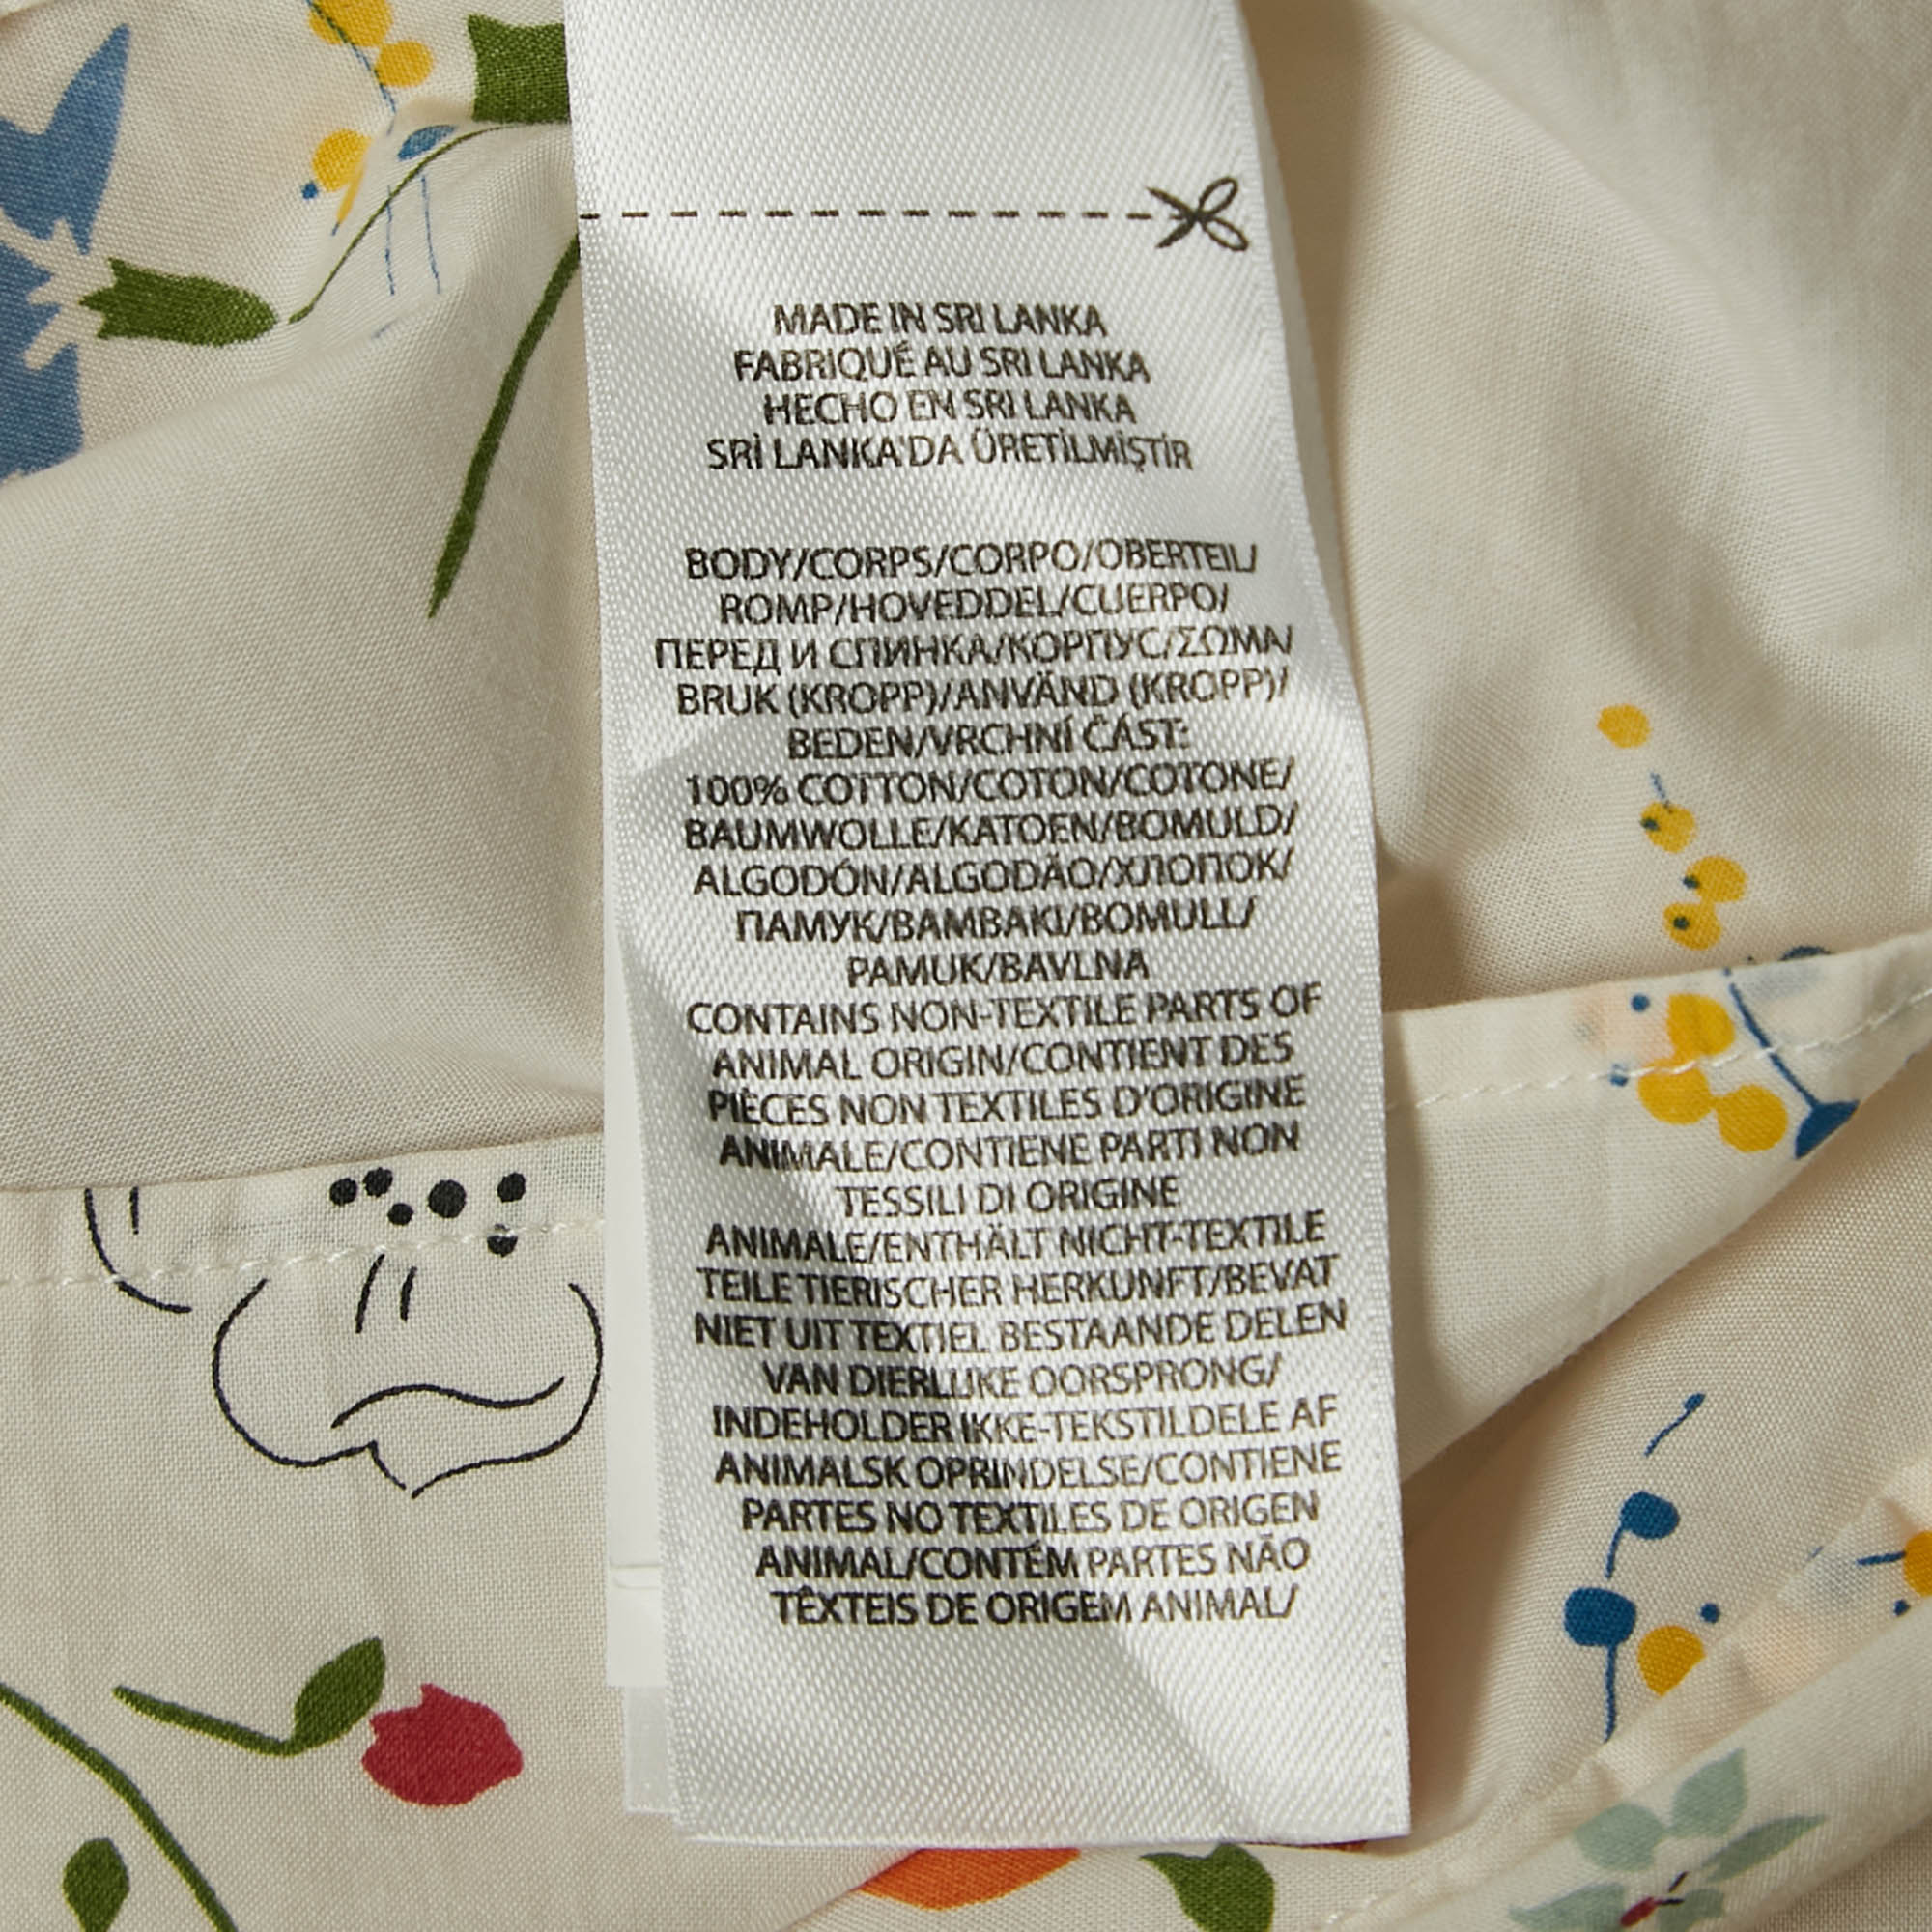 MADE IN SRI LANKA
FABRIQUÉ AU SRI LANKA
HECHO EN SRI LANKA
SRİ LANKA'DA ÜRETİLMİŞTİR
BODY/CORPS/CORPO/OBERTEIL/
ROMP/HOVEDDEL/CUERPO/
ПЕРЕД И СПИНКА/КОРПУС/ΣΩΜΑ/
BRUK (KROPP)/ANVÄND (KROPP)/
BEDEN/VRCHNÍ ČÁST:
100% COTTON/COTON/COTONE/
BAUMWOLLE/KATOEN/BOMULD/
ALGODÓN/ALGODÃO/ХЛОПОК/
ПАМУК/ΒΑΜΒΑΚΙ/BOMULL/
PAMUK/BAVLNA
CONTAINS NON-TEXTILE PARTS OF
ANIMAL ORIGIN/CONTIENT DES
PIÈCES NON TEXTILES D'ORIGINE
ANIMALE/CONTIENE PARTI NON
TESSILI DI ORIGINE
ANIMALE/ENTHÄLT NICHT-TEXTILE
TEILE TIERISCHER HERKUNFT/BEVAT
NIET UIT TEXTIEL BESTAANDE DELEN
VAN DIERLIJKE OORSPRONG/
INDEHOLDER IKKE-TEKSTILDELE AF
ANIMALSK OPRINDELSE/CONTIENE
PARTES NO TEXTILES DE ORIGEN
ANIMAL/CONTÉM PARTES NÃO
TÊXTEIS DE ORIGEM ANIMAL/